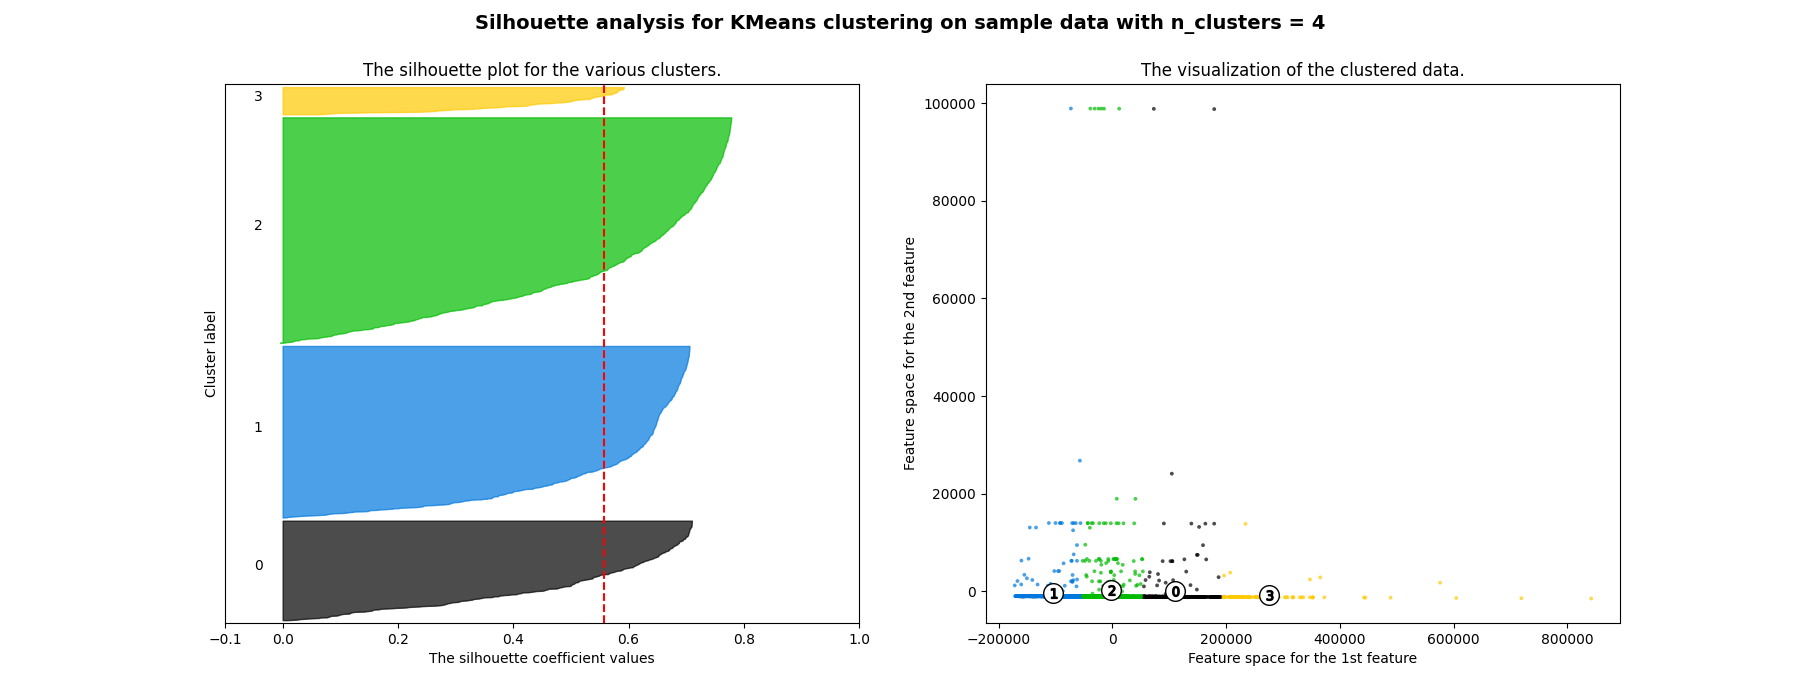 Silhouette analysis for KMeans clustering on sample data with n_clusters = 4
The silhouette plot for the various clusters.
Cluster label
3
2
1
0
−0.1 0.0 0.2 0.4 0.6 0.8 1.0
The silhouette coefficient values
The visualization of the clustered data.
Feature space for the 2nd feature
100000
80000
60000
40000
20000
0
1 2 0 3
−200000 0 200000 400000 600000 800000
Feature space for the 1st feature